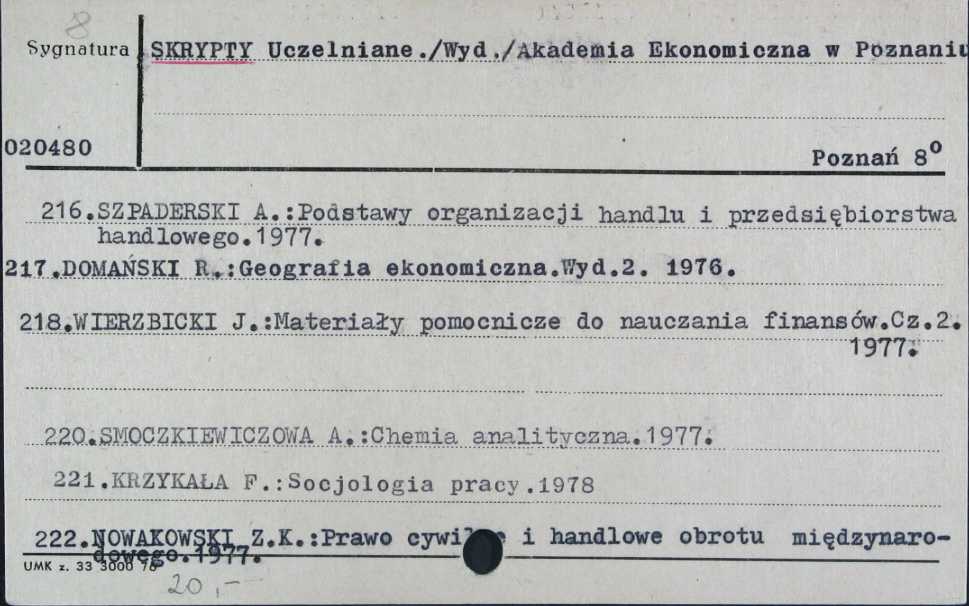 8
Sygnatura SKRYPTY Uczelniane./Wyd./Akademia Ekonomiczna w Poznaniu
020480
Poznań 8o
216.SZPADERSKI A.:Podstawy organizacji handlu i przedsiębiorstwa
handlowego.1977.
217.DOMAŃSKI R.:Geografia ekonomiczna.Wyd.2. 1976.
218.WIERZBICKI J.:Materiały pomocnicze do nauczania finansów.Cz.2.
1977.
220.SMOCZKIEWICZOWA A.:Chemia analityczna.1977.
221.KRZYKAŁA F.:Socjologia pracy.1978
222.NOWAKOWSKI Z.K.:Prawo i handlowe obrotu międzynaro-
dowego.1977.
UMK z. 33 3000 76
20,-